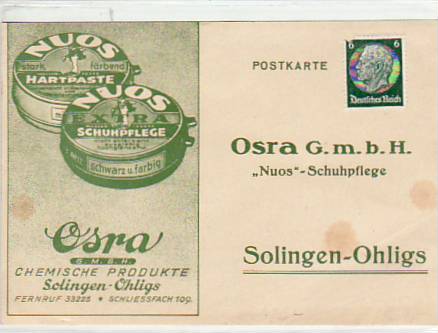 NUOS
stark färbend
HARTPASTE
NUOS
EXTRA
SCHUHPFLEGE
schwarz u. farbig
Osra
G.M.B.H.
CHEMISCHE PRODUKTE
Solingen-Ohligs
FERNRUF 33225 * SCHLIESSFACH 109.
POSTKARTE
6 6
Deutsches Reich
Osra G.m.b.H.
„Nuos"-Schuhpflege
Solingen-Ohligs